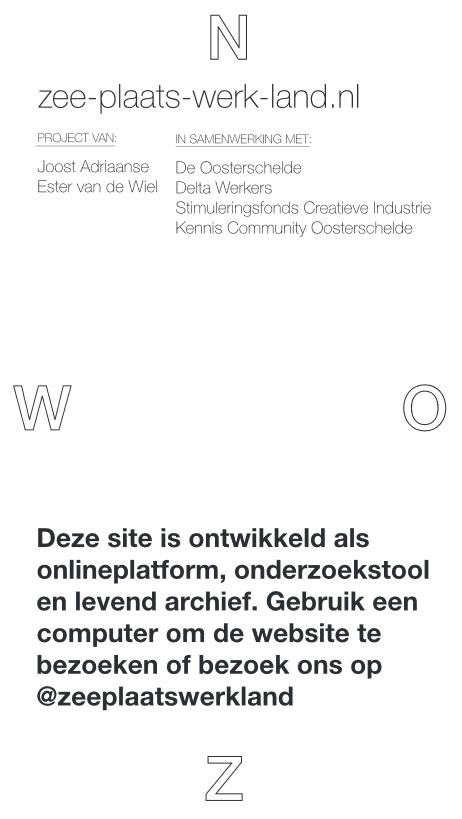 N
zee-plaats-werk-land.nl
PROJECT VAN:
Joost Adriaanse
Ester van de Wiel
IN SAMENWERKING MET:
De Oosterschelde
Delta Werkers
Stimuleringsfonds Creatieve Industrie
Kennis Community Oosterschelde
W
O
Deze site is ontwikkeld als
onlineplatform, onderzoekstool
en levend archief. Gebruik een
computer om de website te
bezoeken of bezoek ons op
@zeeplaatswerkland
Z